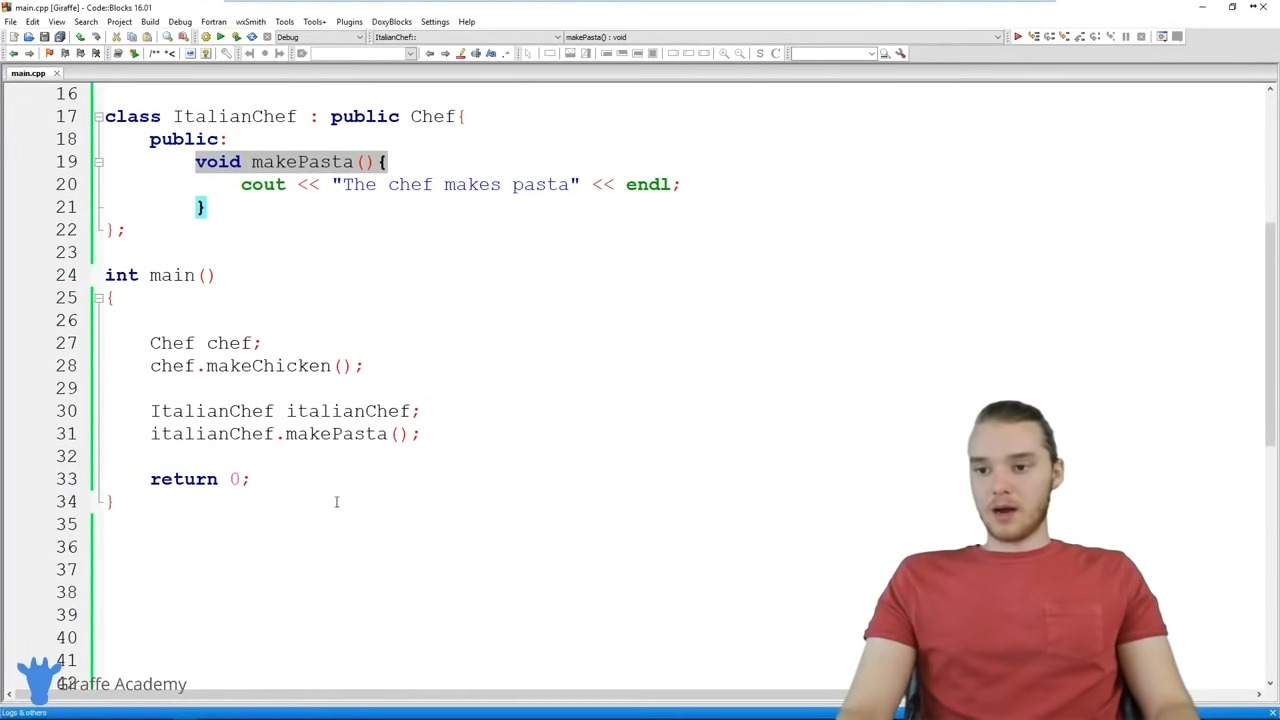 main.cpp [Giraffe] - Code::Blocks 16.01
File Edit View Search Project Build Debug Fortran wxSmith Tools Tools+ Plugins DoxyBlocks Settings Help
Debug ItalianChef:: makePasta() : void
main.cpp
16
17 class ItalianChef : public Chef{
18 public:
19 void makePasta(){
20 cout << "The chef makes pasta" << endl;
21 }
22 };
23
24 int main()
25 {
26
27 Chef chef;
28 chef.makeChicken();
29
30 ItalianChef italianChef;
31 italianChef.makePasta();
32
33 return 0;
34 }
35
36
37
38
39
40
41
42
Giraffe Academy
Logs & others